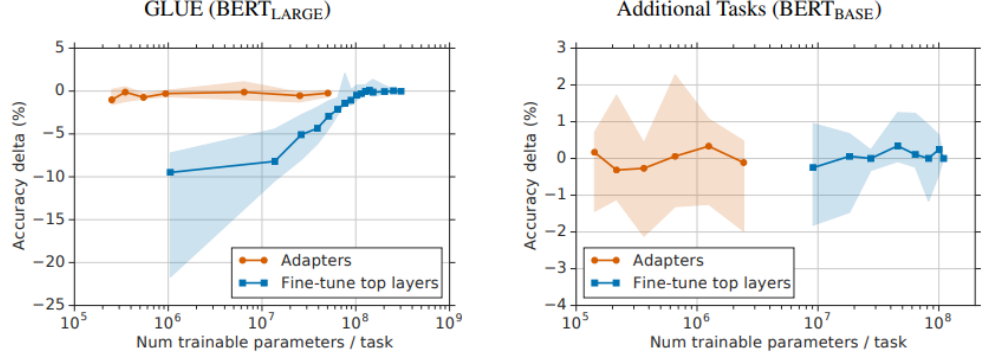 GLUE (BERT_LARGE)
5
0
−5
−10
−15
−20
−25
10^5
10^6
10^7
10^8
10^9
Accuracy delta (%)
Num trainable parameters / task
Adapters
Fine-tune top layers
Additional Tasks (BERT_BASE)
3
2
1
0
−1
−2
−3
−4
10^5
10^6
10^7
10^8
Accuracy delta (%)
Num trainable parameters / task
Adapters
Fine-tune top layers